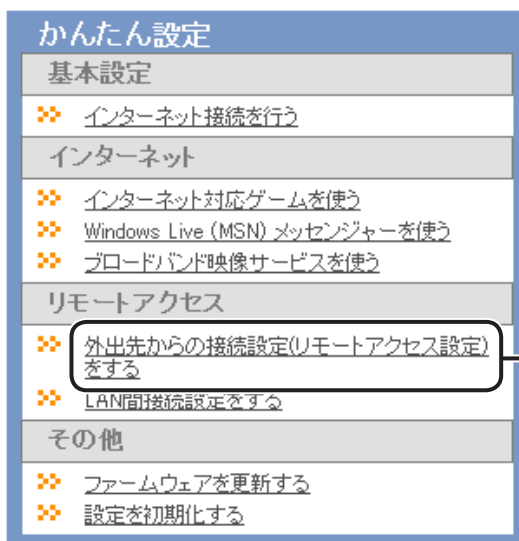 かんたん設定
基本設定
インターネット接続を行う
インターネット
インターネット対応ゲームを使う
Windows Live (MSN) メッセンジャーを使う
ブロードバンド映像サービスを使う
リモートアクセス
外出先からの接続設定(リモートアクセス設定)
をする
LAN間接続設定をする
その他
ファームウェアを更新する
設定を初期化する